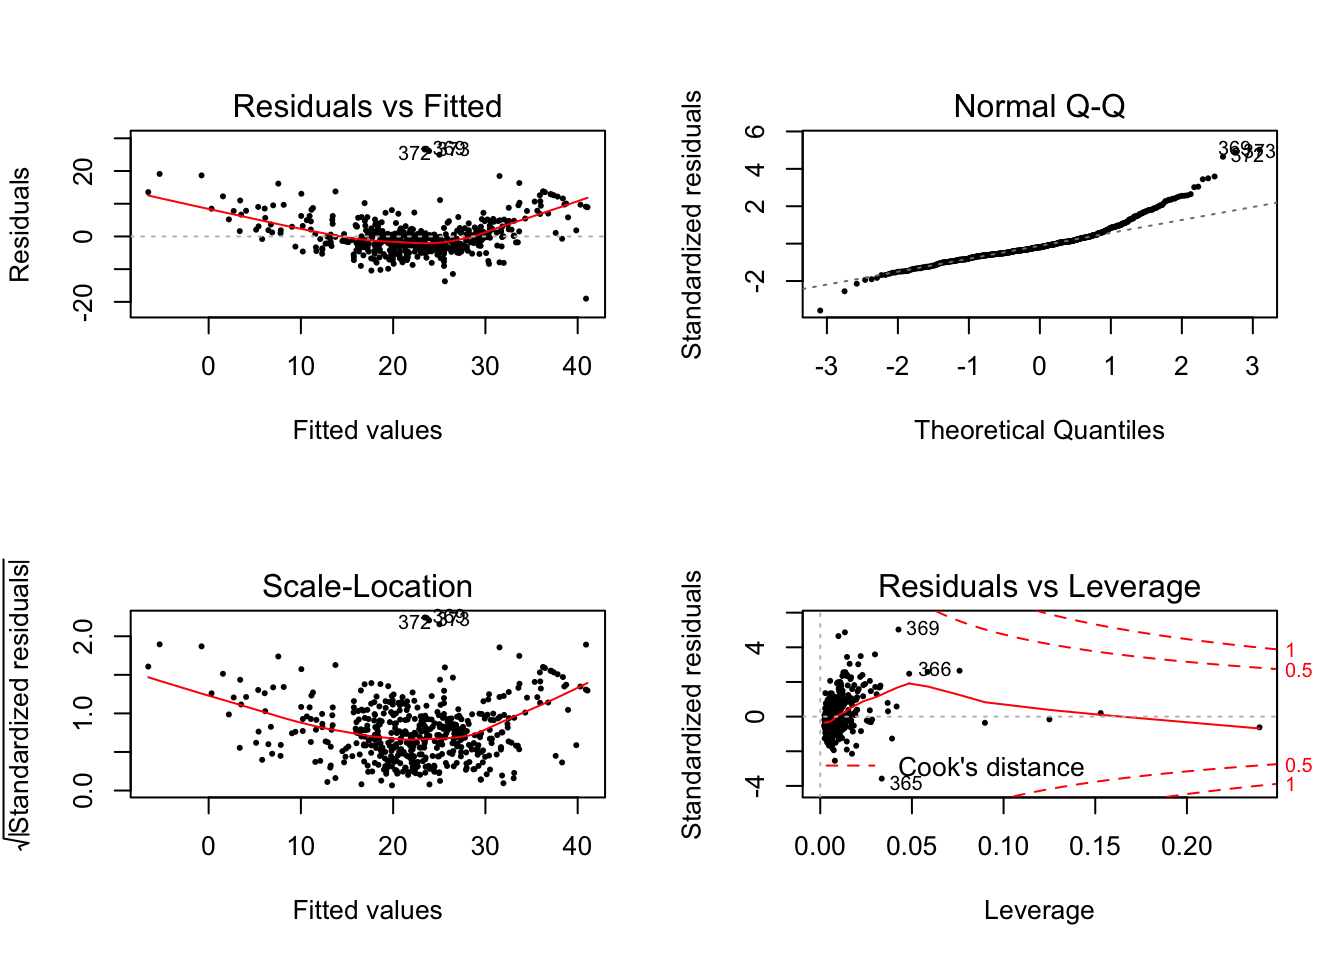 Residuals vs Fitted
Residuals
20
0
-20
372
369
373
0 10 20 30 40
Fitted values
Normal Q-Q
Standardized residuals
6
4
2
-2
369
373
372
-3 -2 -1 0 1 2 3
Theoretical Quantiles
Scale-Location
√|Standardized residuals|
2.0
1.0
0.0
372
369
373
0 10 20 30 40
Fitted values
Residuals vs Leverage
Standardized residuals
4
0
-4
369
366
365
1
0.5
0.5
1
Cook's distance
0.00 0.05 0.10 0.15 0.20
Leverage